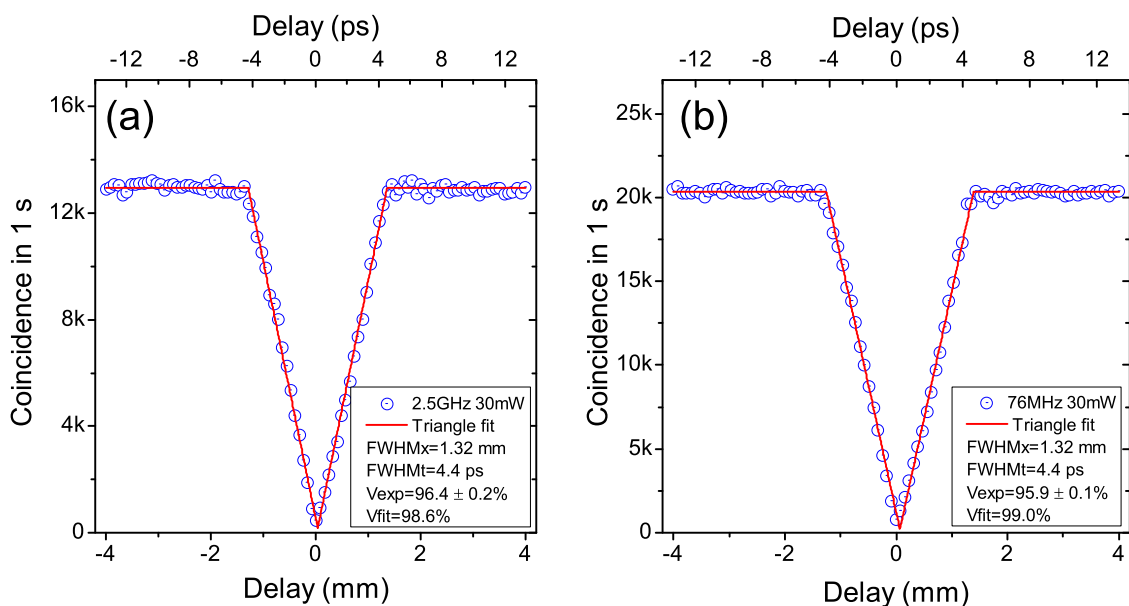 Delay (ps)
-12 -8 -4 0 4 8 12
(a)
16k
12k
8k
4k
0
Coincidence in 1 s
2.5GHz 30mW
Triangle fit
FWHMx=1.32 mm
FWHMt=4.4 ps
Vexp=96.4 ± 0.2%
Vfit=98.6%
-4 -2 0 2 4
Delay (mm)
Delay (ps)
-12 -8 -4 0 4 8 12
(b)
25k
20k
15k
10k
5k
0
Coincidence in 1 s
76MHz 30mW
Triangle fit
FWHMx=1.32 mm
FWHMt=4.4 ps
Vexp=95.9 ± 0.1%
Vfit=99.0%
-4 -2 0 2 4
Delay (mm)